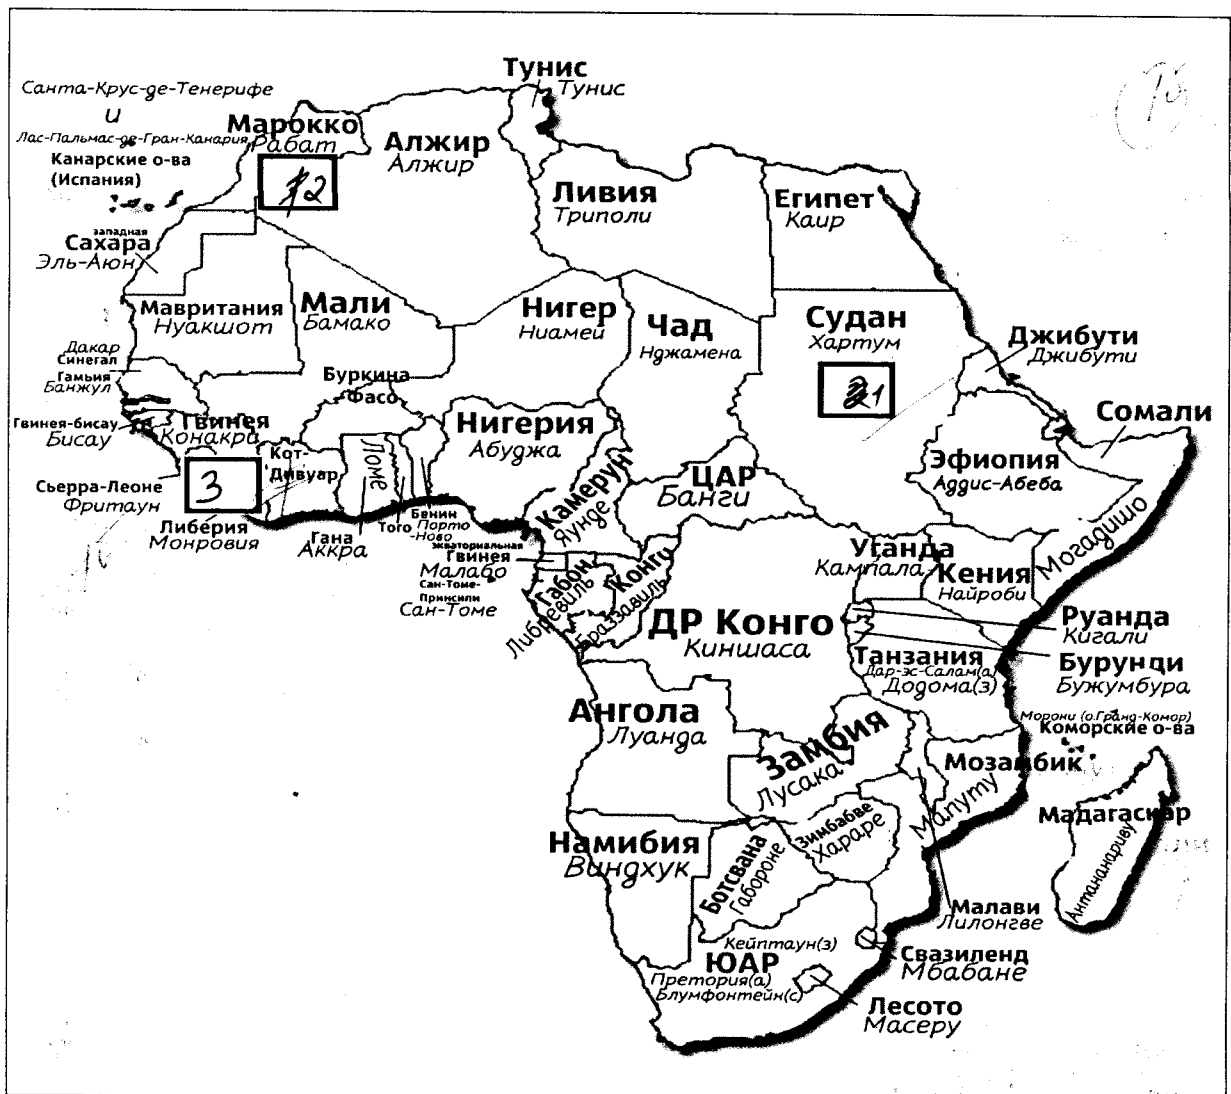 Тунис
Тунис
Санта-Крус-де-Тенерифе
и
Лас-Пальмас-де-Гран-Канария
Канарские о-ва
(Испания)
Марокко
Рабат
2
Алжир
Алжир
Ливия
Триполи
Египет
Каир
западная
Сахара
Эль-Аюн
Мавритания
Нуакшот
Мали
Бамако
Нигер
Ниамей
Чад
Нджамена
Судан
Хартум
1
Джибути
Джибути
Сомали
Могадишо
Дакар
Синегал
Гамьия
Банжул
Гвинея-бисау
Бисау
Гвинея
Конакри
3
Сьерра-Леоне
Фритаун
Либерия
Монровия
Кот-
Дивуар
Буркина
Фасо
Ломе
Гана
Аккра
Того
Бенин
Порто
-Ново
Нигерия
Абуджа
Камерун
Яунде
ЦАР
Банги
Эфиопия
Аддис-Абеба
экваториальная
Гвинея
Малабо
Сан-Томе-
Принсипи
Сан-Томе
Габон
Либревиль
Конго
Браззавиль
ДР Конго
Киншаса
Уганда
Кампала
Кения
Найроби
Руанда
Кигали
Бурунди
Бужумбура
Танзания
Дар-эс-Салам(а)
Додома(з)
Ангола
Луанда
Замбия
Лусака
Морони (о.Гранд-Комор)
Коморские о-ва
Мозамбик
Мапуту
Мадагаскар
Антананариву
Намибия
Виндхук
Ботсвана
Габороне
Зимбабве
Хараре
Малави
Лилонгве
Кейптаун(з)
ЮАР
Претория(а)
Блумфонтейн(с)
Свазиленд
Мбабане
Лесото
Масеру